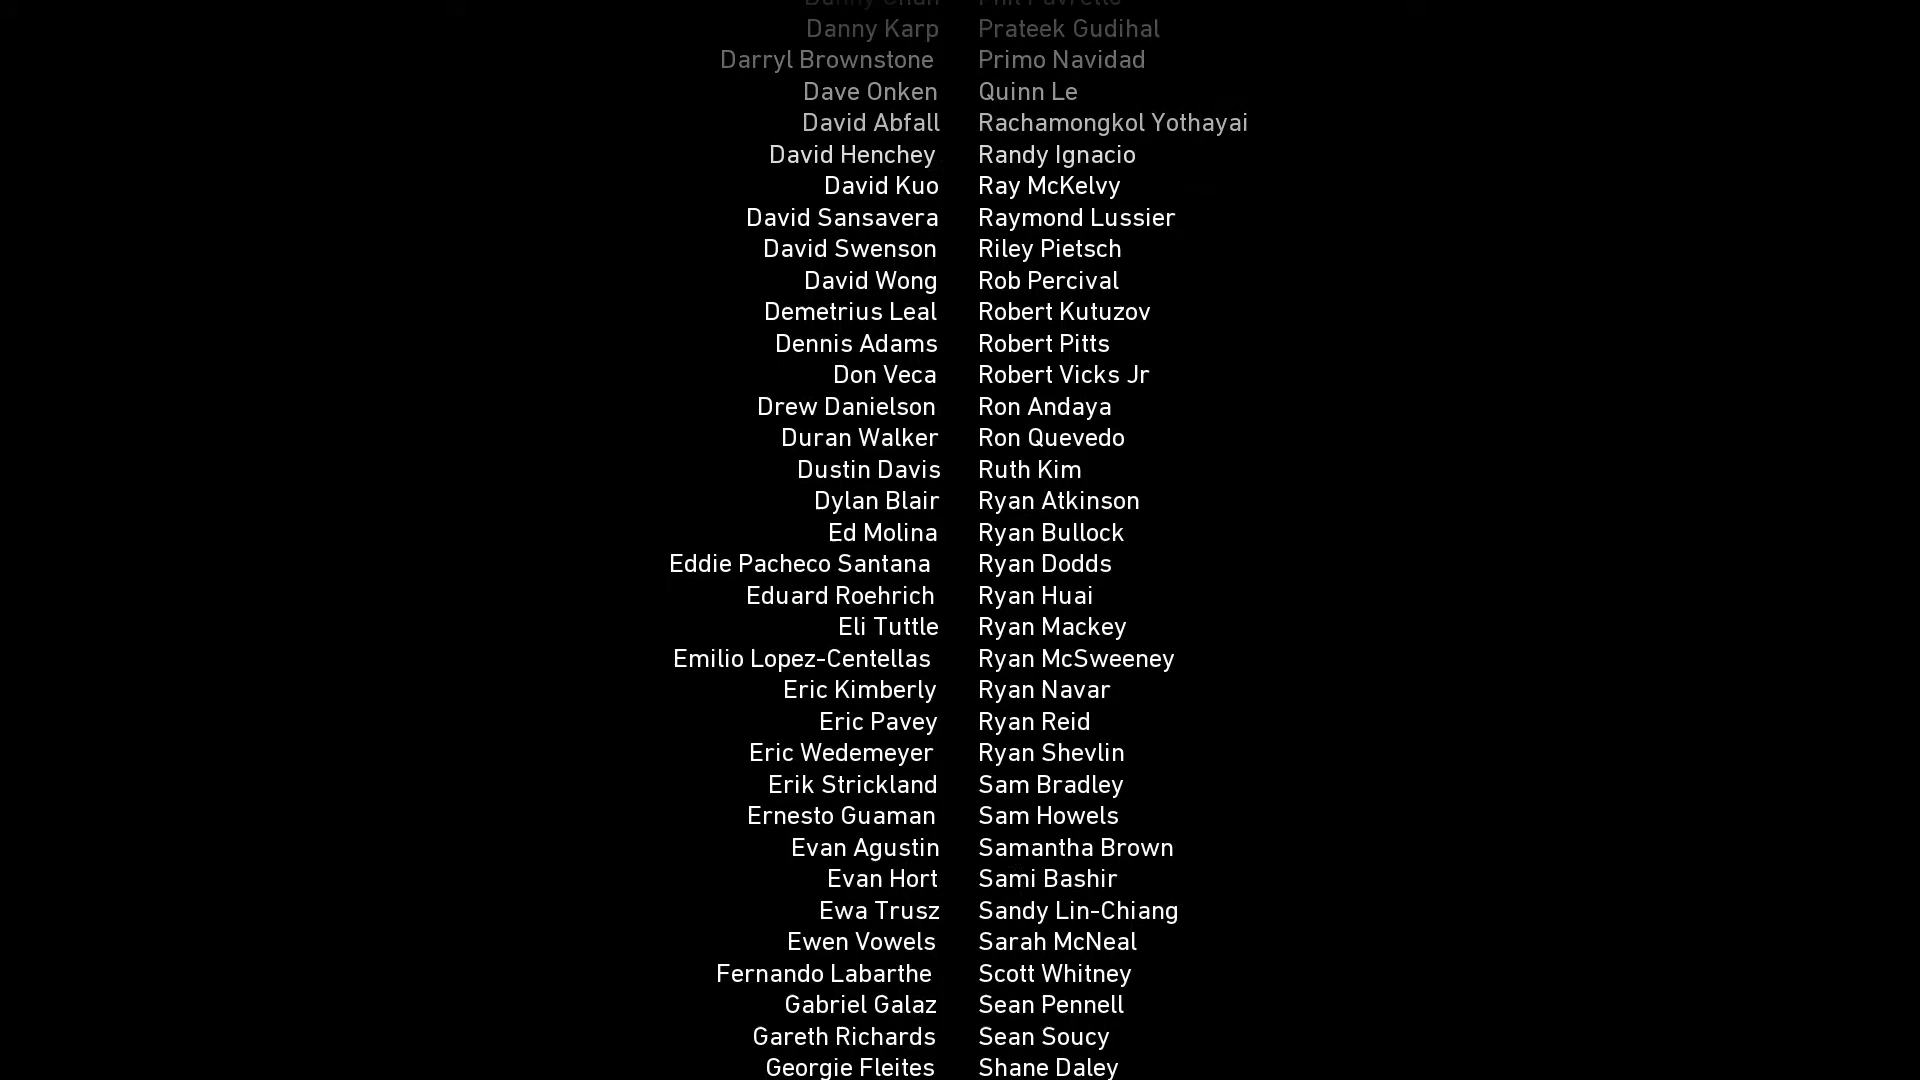 Danny Karp Prateek Gudihal
Darryl Brownstone Primo Navidad
Dave Onken Quinn Le
David Abfall Rachamongkol Yothayai
David Henchey Randy Ignacio
David Kuo Ray McKelvy
David Sansavera Raymond Lussier
David Swenson Riley Pietsch
David Wong Rob Percival
Demetrius Leal Robert Kutuzov
Dennis Adams Robert Pitts
Don Veca Robert Vicks Jr
Drew Danielson Ron Andaya
Duran Walker Ron Quevedo
Dustin Davis Ruth Kim
Dylan Blair Ryan Atkinson
Ed Molina Ryan Bullock
Eddie Pacheco Santana Ryan Dodds
Eduard Roehrich Ryan Huai
Eli Tuttle Ryan Mackey
Emilio Lopez-Centellas Ryan McSweeney
Eric Kimberly Ryan Navar
Eric Pavey Ryan Reid
Eric Wedemeyer Ryan Shevlin
Erik Strickland Sam Bradley
Ernesto Guaman Sam Howels
Evan Agustin Samantha Brown
Evan Hort Sami Bashir
Ewa Trusz Sandy Lin-Chiang
Ewen Vowels Sarah McNeal
Fernando Labarthe Scott Whitney
Gabriel Galaz Sean Pennell
Gareth Richards Sean Soucy
Georgie Fleites Shane Daley